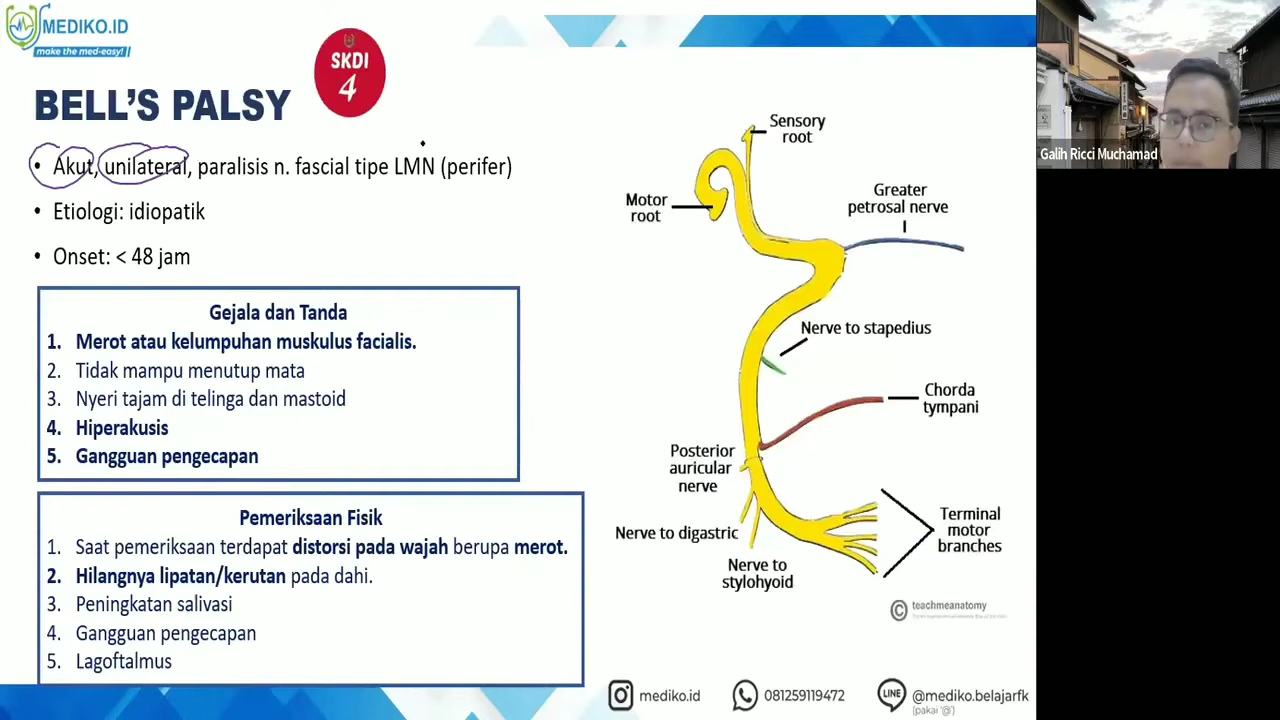 MEDIKO.ID
make the med-easy!
SKDI
4
BELL'S PALSY
• Akut, unilateral, paralisis n. fascial tipe LMN (perifer)
• Etiologi: idiopatik
• Onset: < 48 jam
Gejala dan Tanda
1. Merot atau kelumpuhan muskulus facialis.
2. Tidak mampu menutup mata
3. Nyeri tajam di telinga dan mastoid
4. Hiperakusis
5. Gangguan pengecapan
Pemeriksaan Fisik
1. Saat pemeriksaan terdapat distorsi pada wajah berupa merot.
2. Hilangnya lipatan/kerutan pada dahi.
3. Peningkatan salivasi
4. Gangguan pengecapan
5. Lagoftalmus
Sensory
root
Motor
root
Greater
petrosal nerve
Nerve to stapedius
Chorda
tympani
Posterior
auricular
nerve
Nerve to digastric
Nerve to
stylohyoid
Terminal
motor
branches
© teachmeanatomy
mediko.id
081259119472
LINE
@mediko.belajarfk
(pakai '@')
Galih Ricci Muchamad